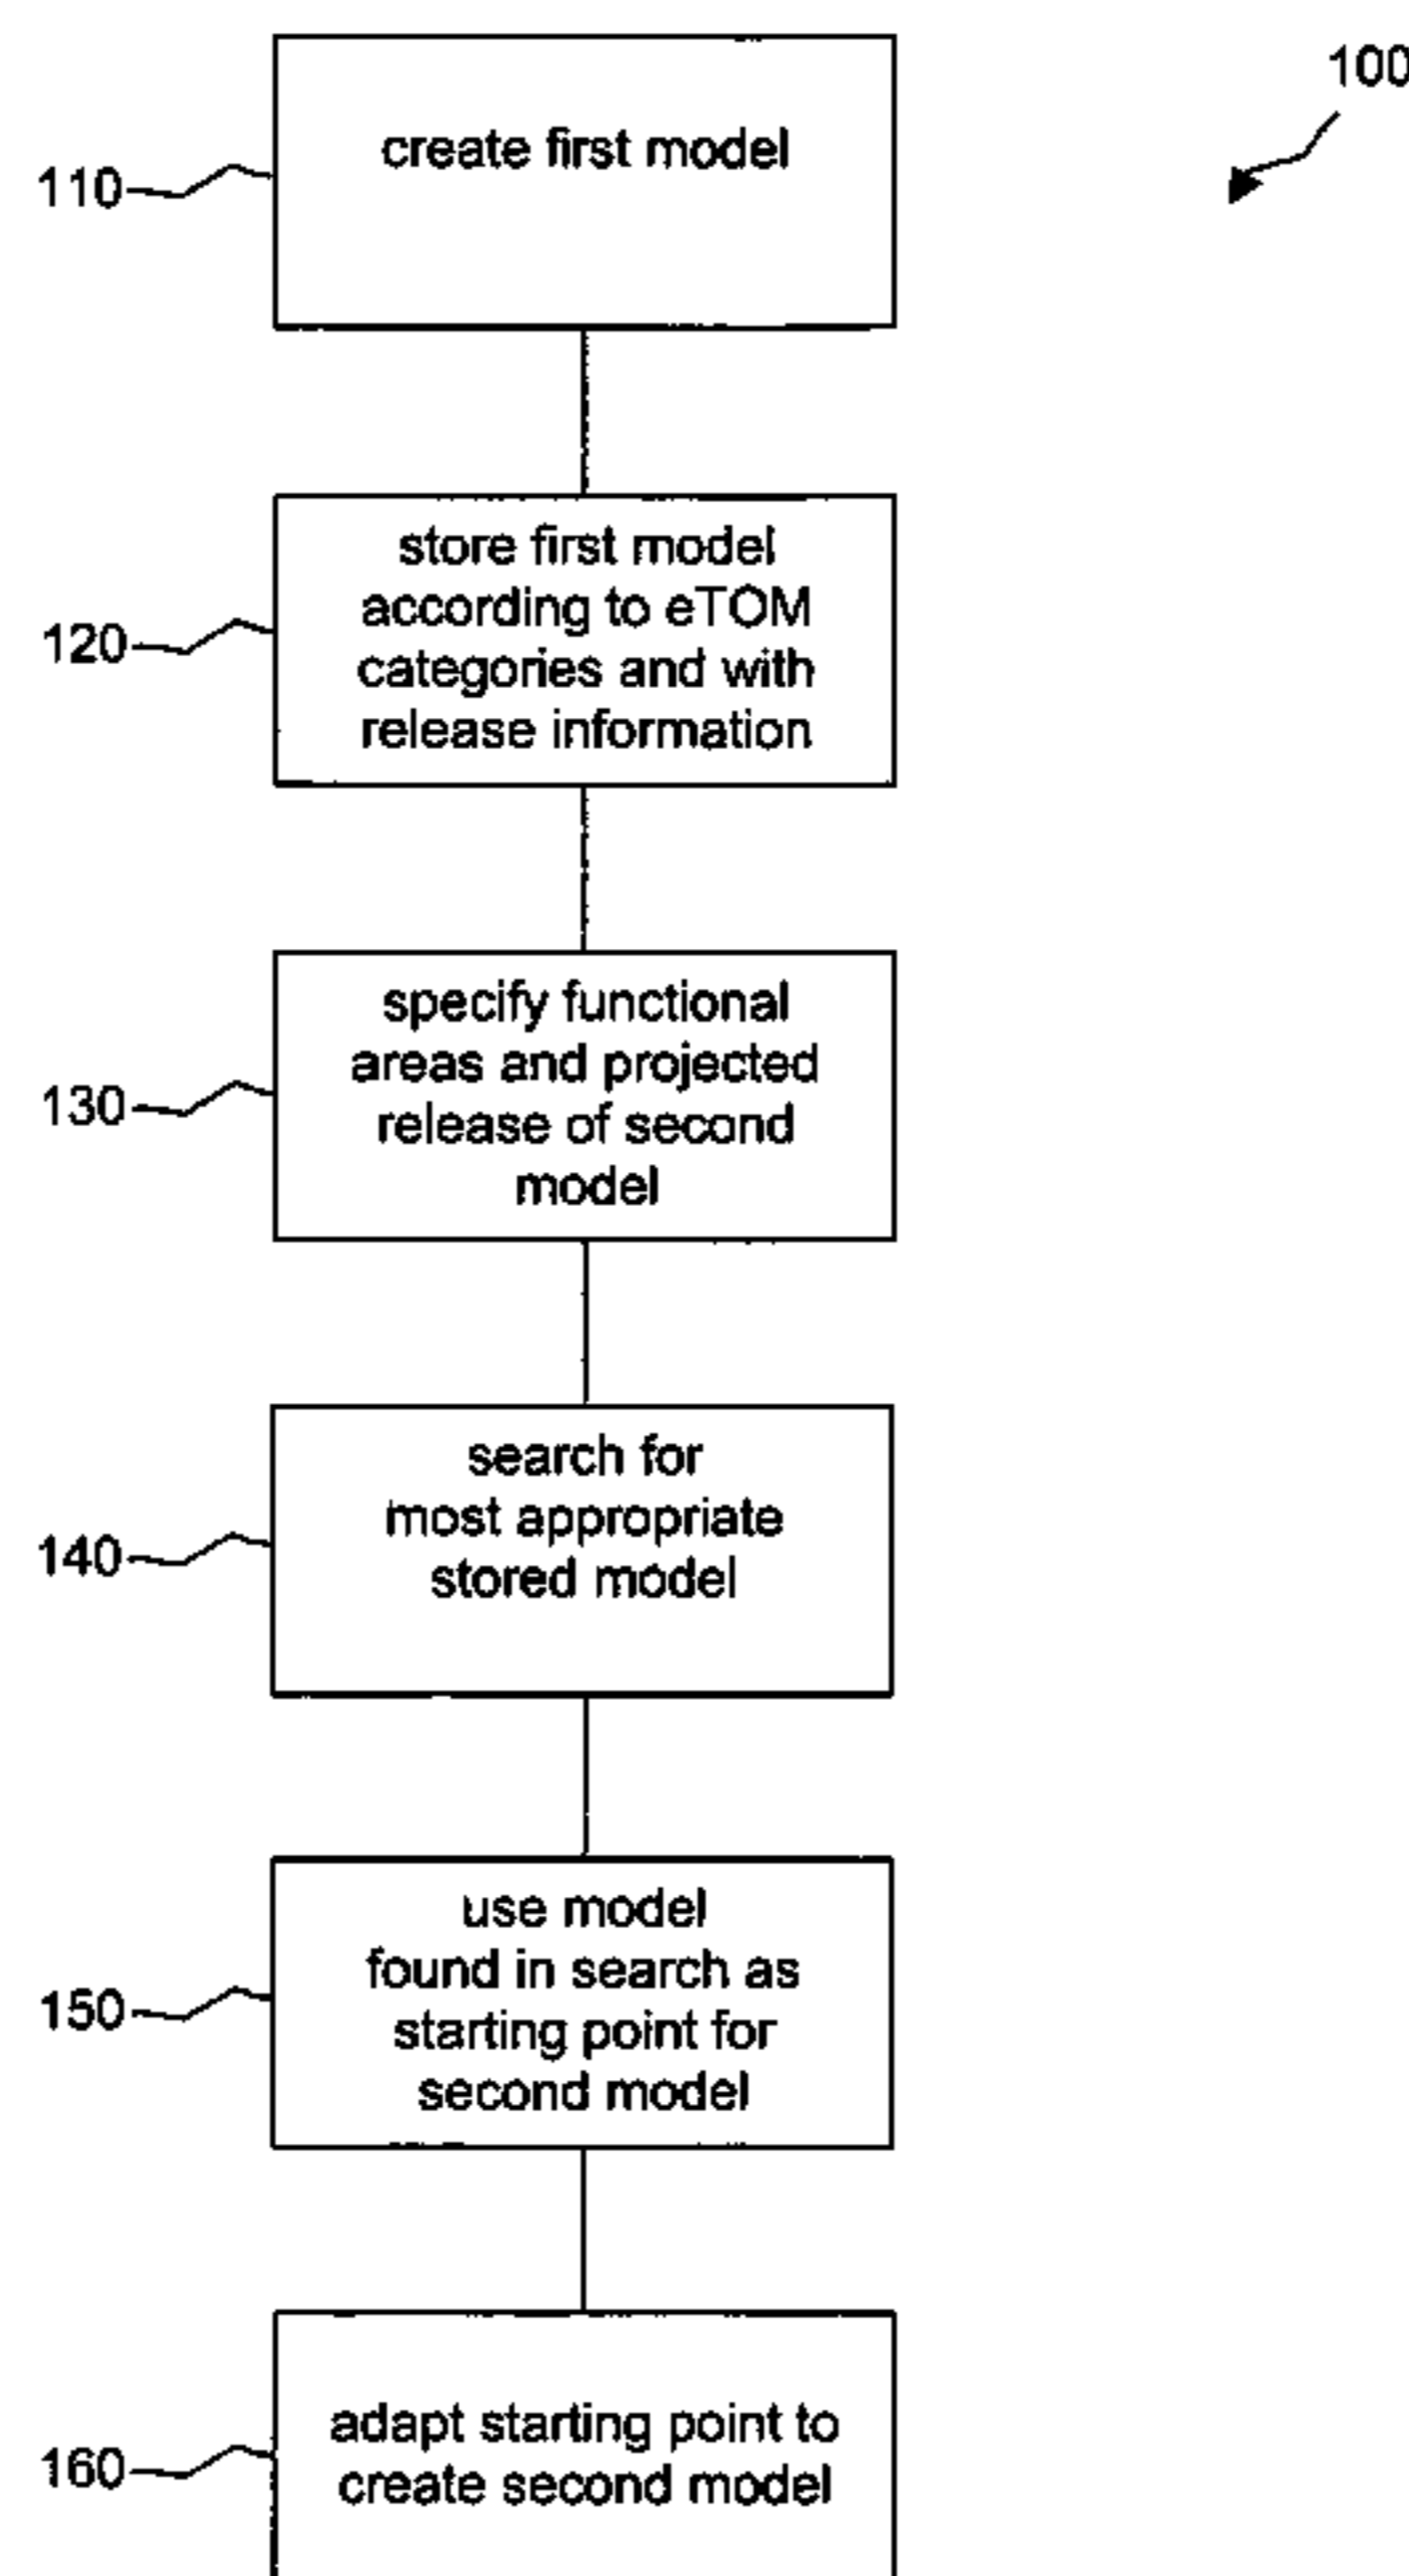 100
create first model
110
store first model
according to eTOM
categories and with
release information
120
specify functional
areas and projected
release of second
model
130
search for
most appropriate
stored model
140
use model
found in search as
starting point for
second model
150
adapt starting point to
create second model
160